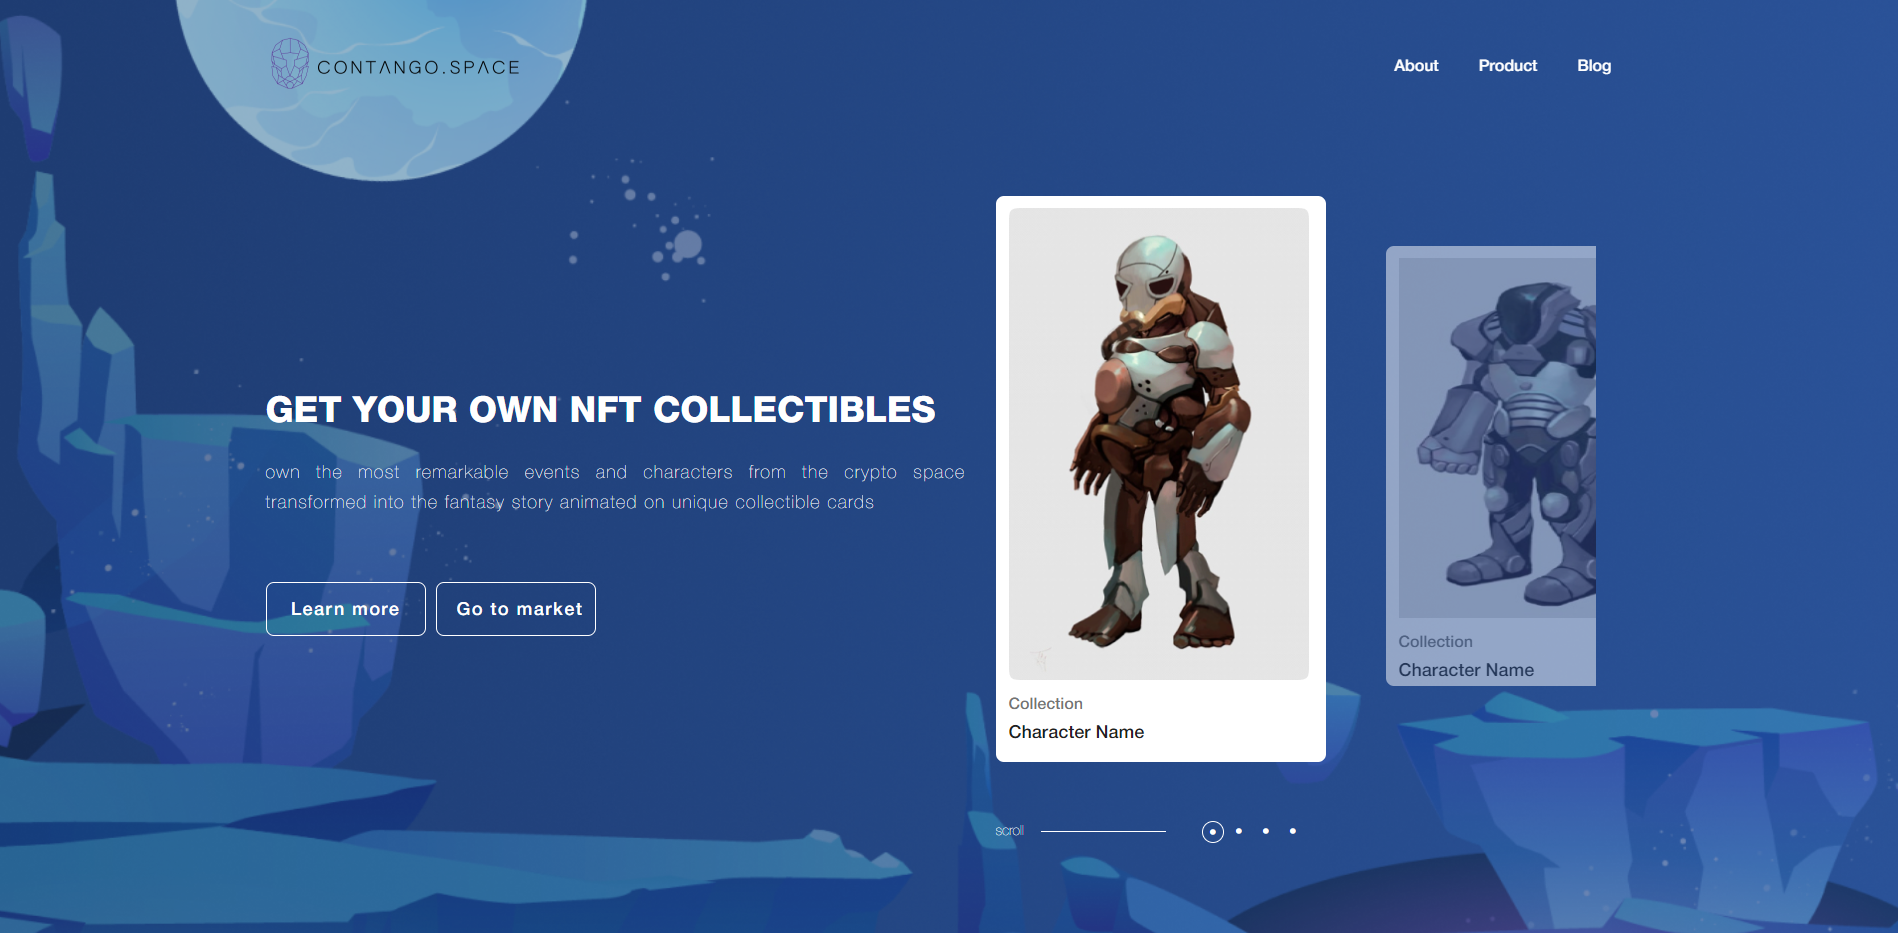 CONTANGO.SPACE
About
Product
Blog
GET YOUR OWN NFT COLLECTIBLES
own the most remarkable events and characters from the crypto space
transformed into the fantasy story animated on unique collectible cards
Learn more
Go to market
Collection
Character Name
Collection
Character Name
scroll